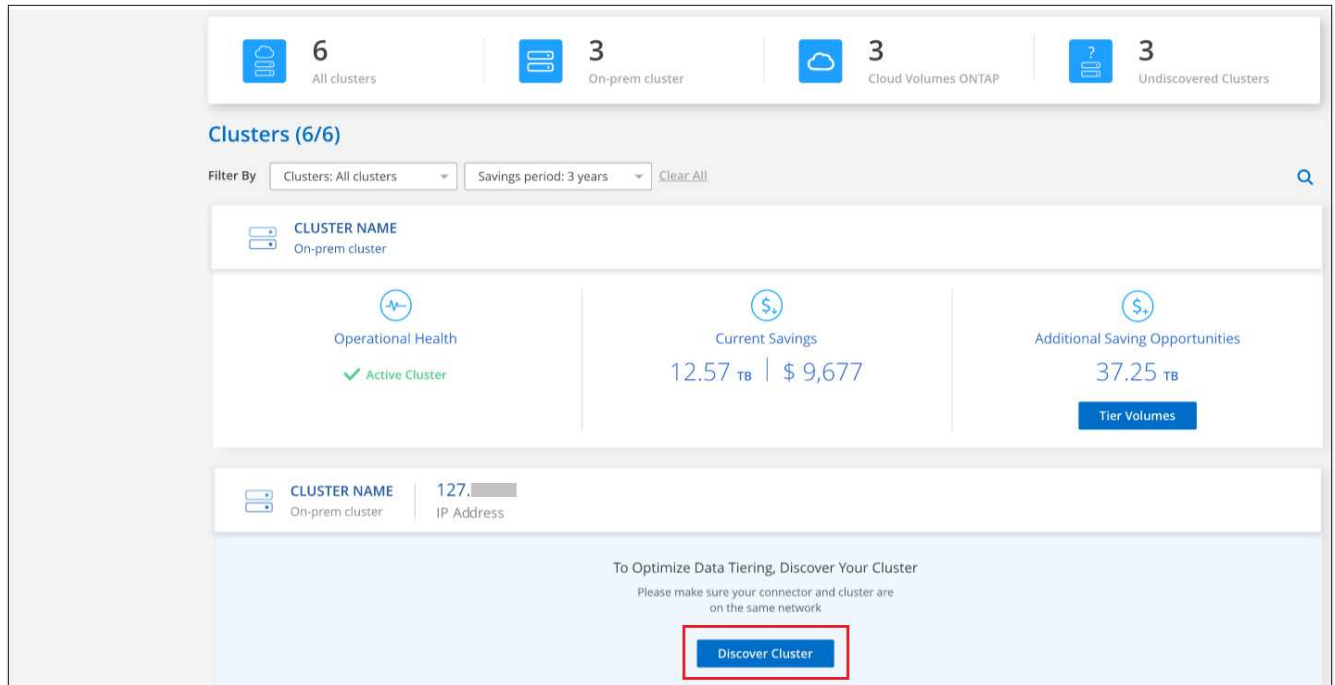 6
All clusters
3
On-prem cluster
3
Cloud Volumes ONTAP
?
3
Undiscovered Clusters
Clusters (6/6)
Filter By Clusters: All clusters Savings period: 3 years Clear All
CLUSTER NAME
On-prem cluster
Operational Health
Active Cluster
Current Savings
12.57 TB | $ 9,677
Additional Saving Opportunities
37.25 TB
Tier Volumes
CLUSTER NAME
On-prem cluster
127.
IP Address
To Optimize Data Tiering, Discover Your Cluster
Please make sure your connector and cluster are
on the same network
Discover Cluster